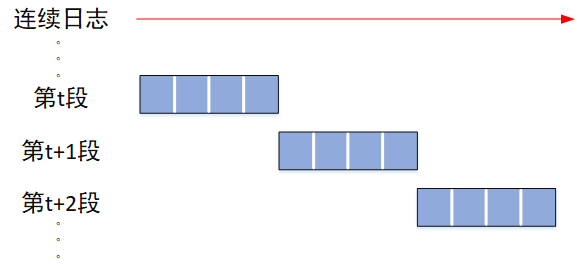 连续日志
。
。
。
第t段
第t+1段
第t+2段
。
。
。